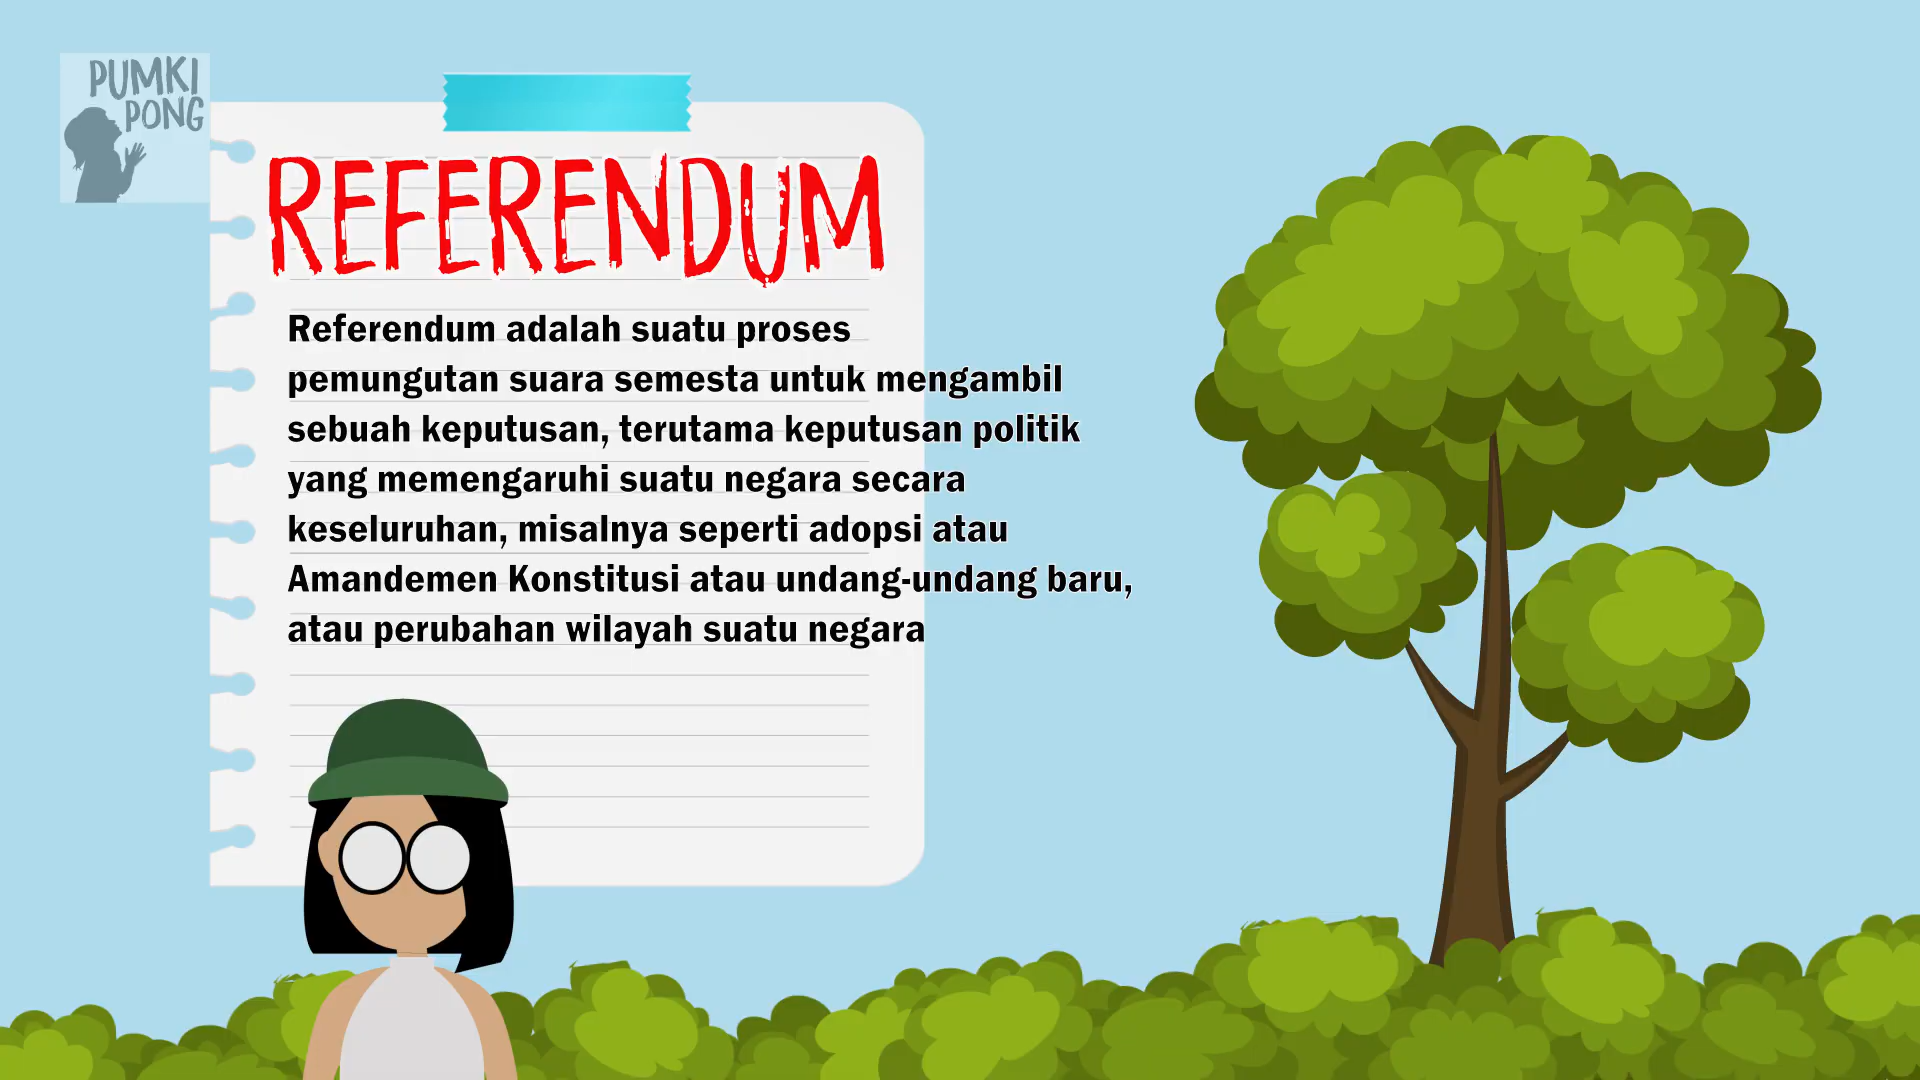 PUMKI
PONG
REFERENDUM
Referendum adalah suatu proses
pemungutan suara semesta untuk mengambil
sebuah keputusan, terutama keputusan politik
yang memengaruhi suatu negara secara
keseluruhan, misalnya seperti adopsi atau
Amandemen Konstitusi atau undang-undang baru,
atau perubahan wilayah suatu negara